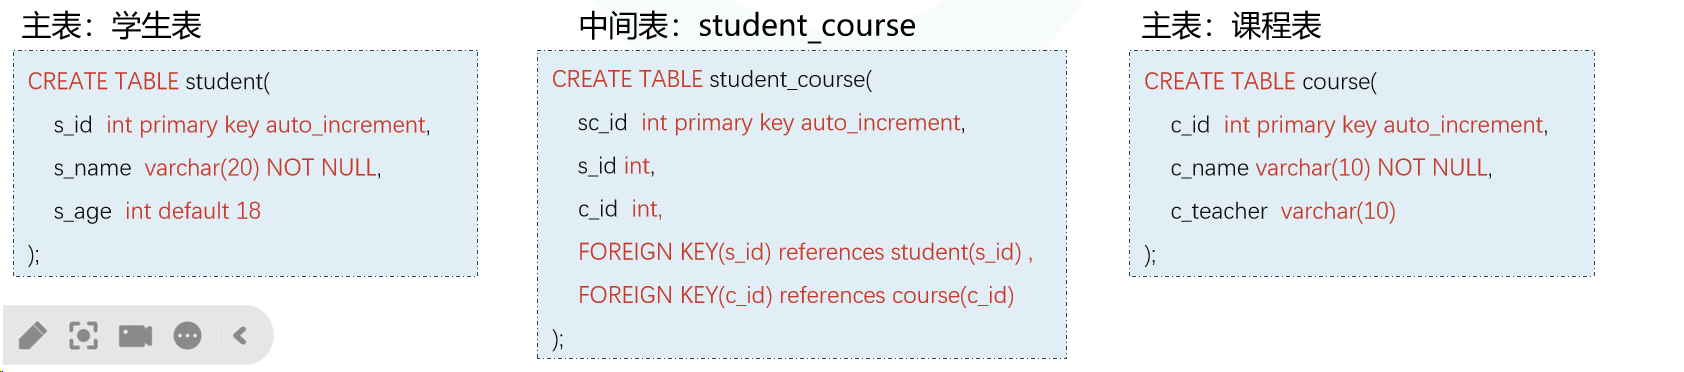 主表：学生表
CREATE TABLE student(
s_id int primary key auto_increment,
s_name varchar(20) NOT NULL,
s_age int default 18
);
中间表：student_course
CREATE TABLE student_course(
sc_id int primary key auto_increment,
s_id int,
c_id int,
FOREIGN KEY(s_id) references student(s_id) ,
FOREIGN KEY(c_id) references course(c_id)
);
主表：课程表
CREATE TABLE course(
c_id int primary key auto_increment,
c_name varchar(10) NOT NULL,
c_teacher varchar(10)
);